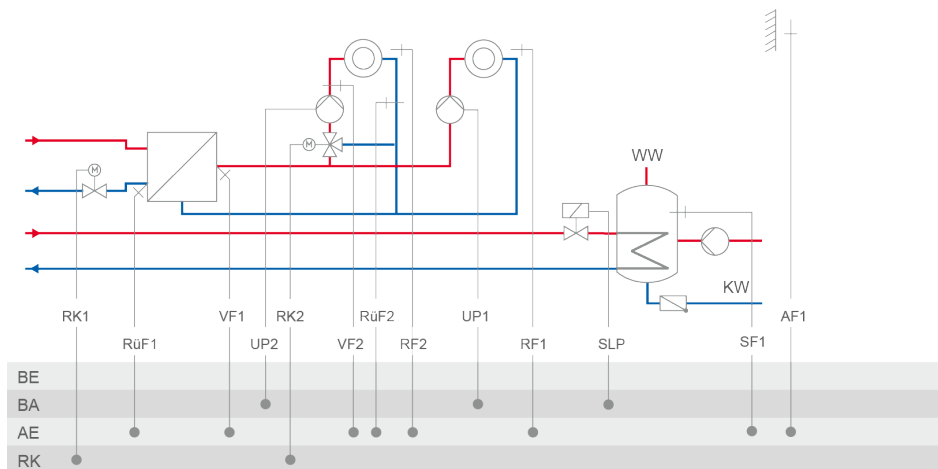 M
M
WW
KW
RK1 VF1 RK2 RüF2 UP1 AF1
RüF1 UP2 VF2 RF2 RF1 SLP SF1
BE
BA
AE
RK